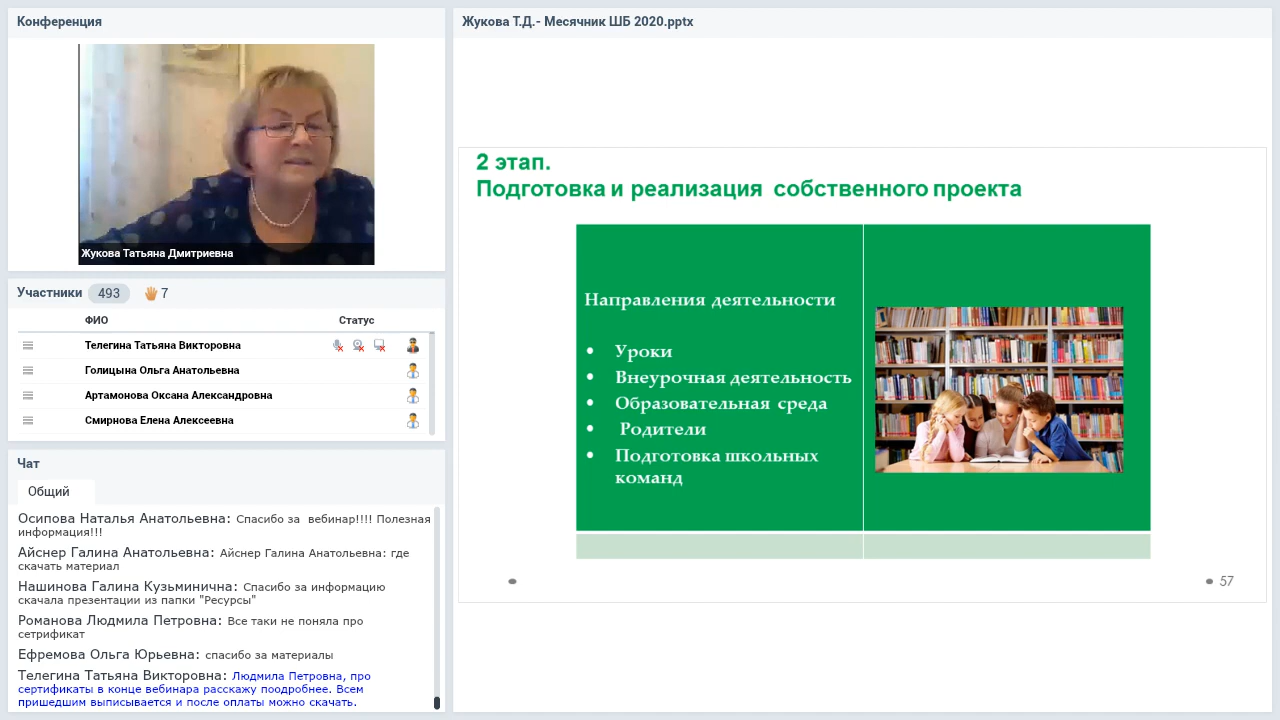 Конференция
Жукова Татьяна Дмитриевна
Участники 493 7
ФИО Статус
Телегина Татьяна Викторовна
Голицына Ольга Анатольевна
Артамонова Оксана Александровна
Смирнова Елена Алексеевна
Чат
Общий
Осипова Наталья Анатольевна: Спасибо за вебинар!!!! Полезная
информация!!!
Айснер Галина Анатольевна: Айснер Галина Анатольевна: где
скачать материал
Нашинова Галина Кузьминична: Спасибо за информацию
скачала презентации из папки "Ресурсы"
Романова Людмила Петровна: Все таки не поняла про
сетрификат
Ефремова Ольга Юрьевна: спасибо за материалы
Телегина Татьяна Викторовна: Людмила Петровна, про
сертификаты в конце вебинара расскажу поодробнее. Всем
пришедшим выписывается и после оплаты можно скачать.
Жукова Т.Д.- Месячник ШБ 2020.pptx
2 этап.
Подготовка и реализация собственного проекта
Направления деятельности
• Уроки
• Внеурочная деятельность
• Образовательная среда
• Родители
• Подготовка школьных
команд
57